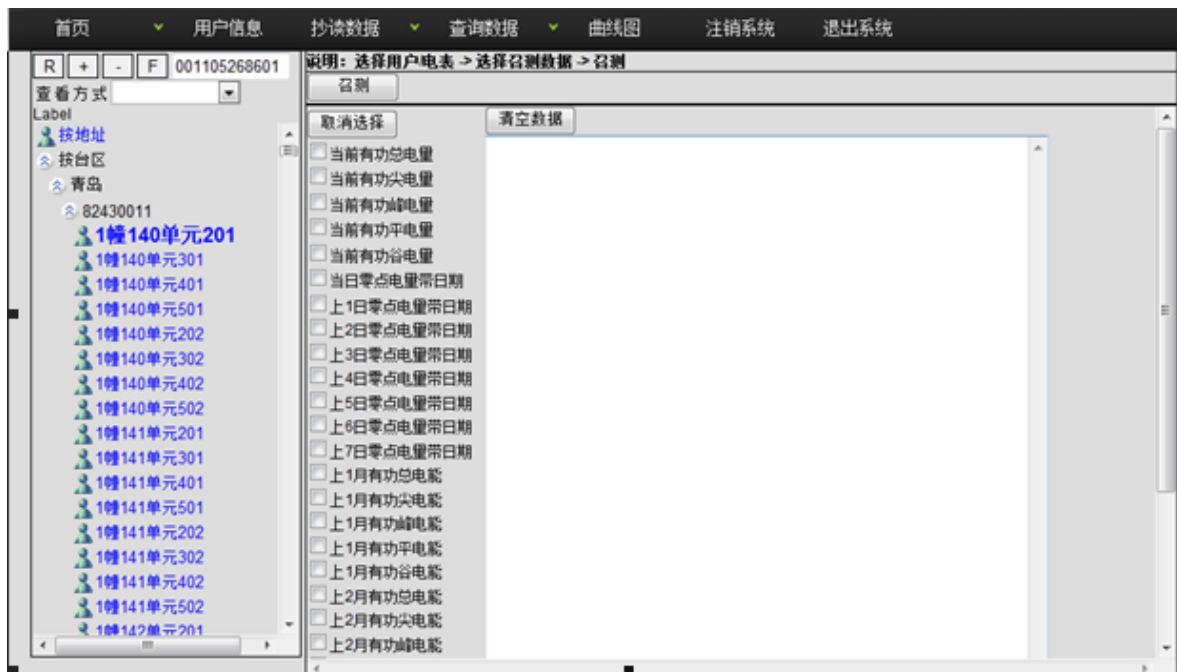 首页 用户信息 抄读数据 查询数据 曲线图 注销系统 退出系统
R + - F 001105268601
查看方式
Label
按地址
按台区
青岛
82430011
1幢140单元201
1幢140单元301
1幢140单元401
1幢140单元501
1幢140单元202
1幢140单元302
1幢140单元402
1幢140单元502
1幢141单元201
1幢141单元301
1幢141单元401
1幢141单元501
1幢141单元202
1幢141单元302
1幢141单元402
1幢141单元502
1幢142单元201
说明：选择用户电表->选择召测数据->召测
召测
取消选择 清空数据
当前有功总电量
当前有功尖电量
当前有功峰电量
当前有功平电量
当前有功谷电量
当日零点电量带日期
上1日零点电量带日期
上2日零点电量带日期
上3日零点电量带日期
上4日零点电量带日期
上5日零点电量带日期
上6日零点电量带日期
上7日零点电量带日期
上1月有功总电能
上1月有功尖电能
上1月有功峰电能
上1月有功平电能
上1月有功谷电能
上2月有功总电能
上2月有功尖电能
上2月有功峰电能